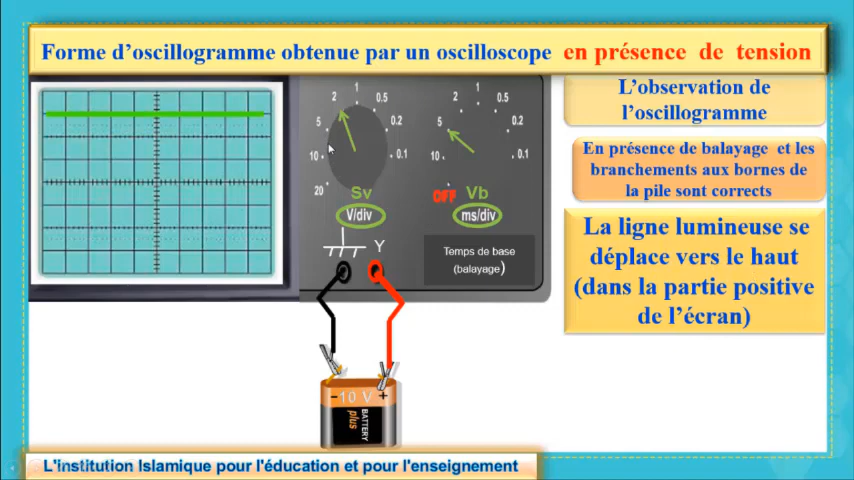 Forme d'oscillogramme obtenue par un oscilloscope en présence de tension
L'observation de
l'oscillogramme
En présence de balayage et les
branchements aux bornes de
la pile sont corrects
La ligne lumineuse se
déplace vers le haut
(dans la partie positive
de l'écran)
2 1 0.5
5 0.2
10 0.1
20
Sv
V/div
2 1 0.5
5 0.2
10 0.1
OFF Vb
ms/div
Y
Temps de base
(balayage)
-10 V +
BATTERY
plus
L'institution Islamique pour l'éducation et pour l'enseignement